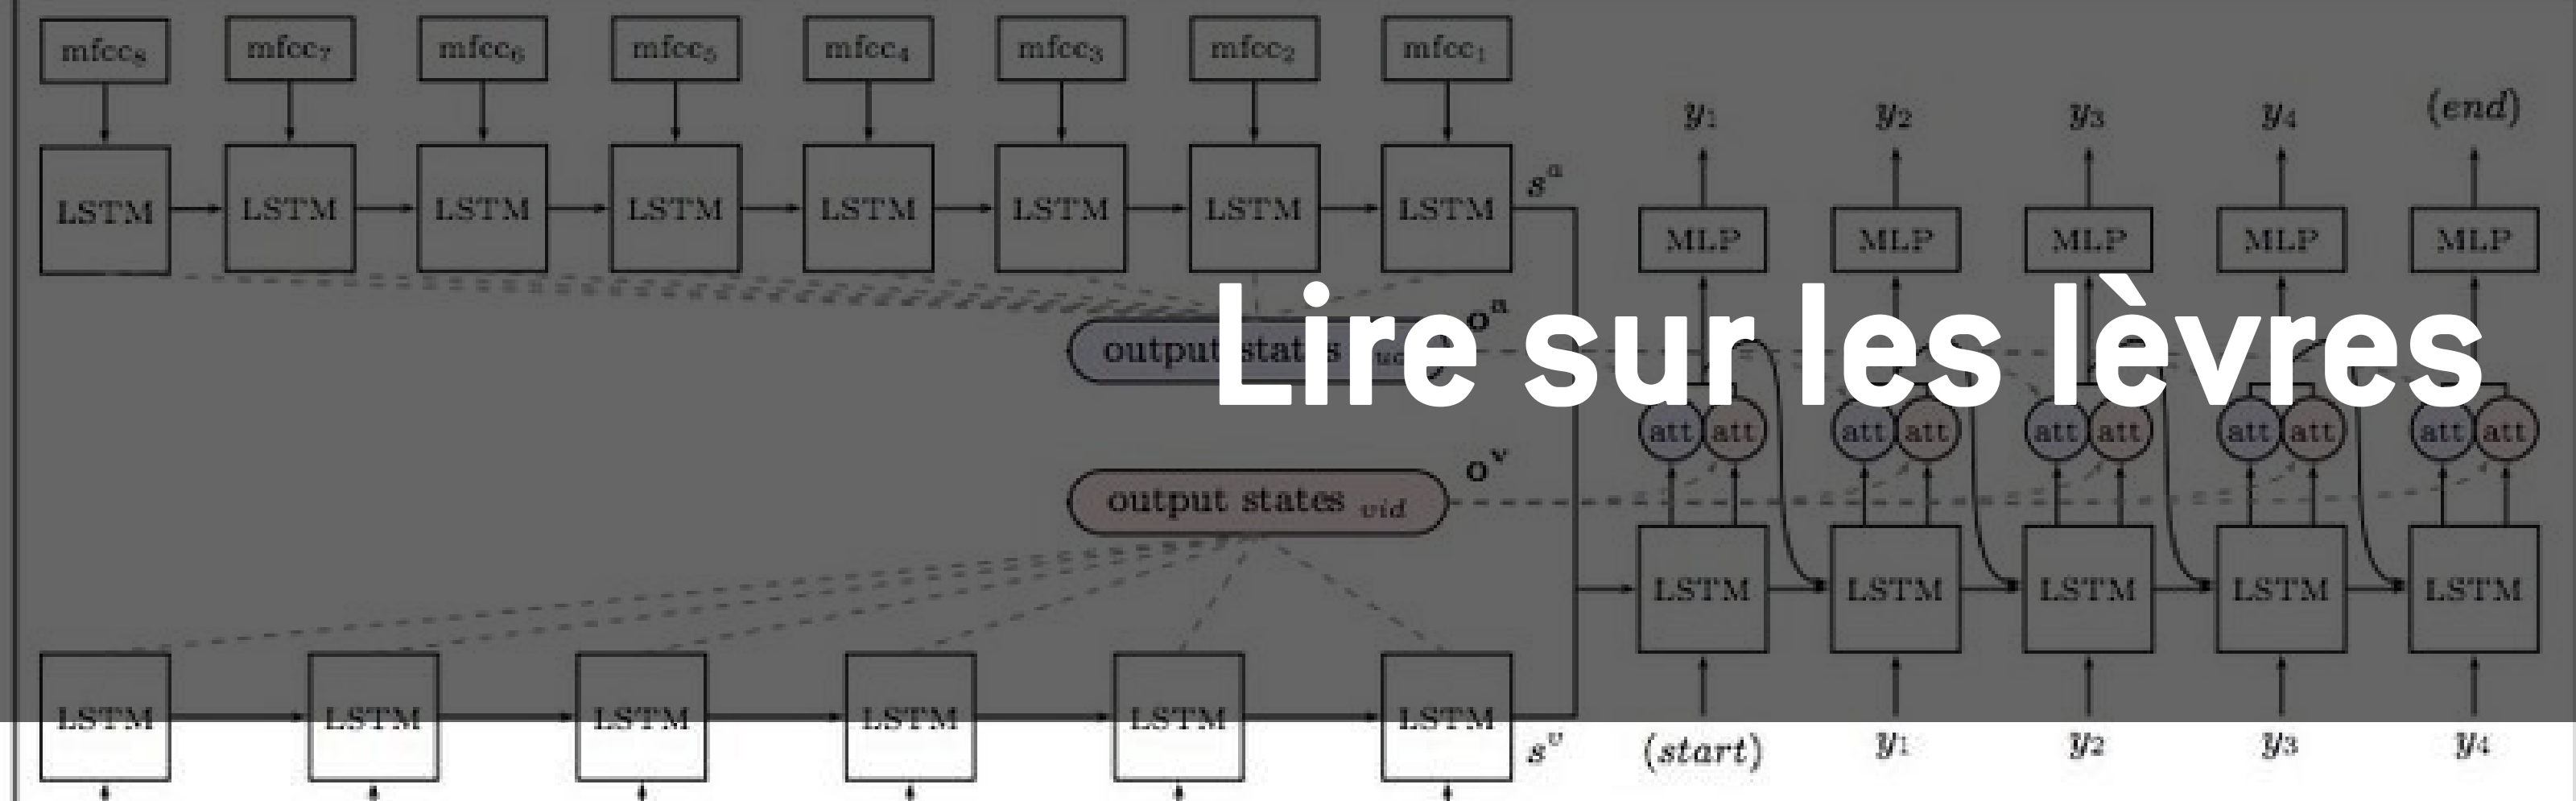 mfcc₈ mfcc₇ mfcc₆ mfcc₅ mfcc₄ mfcc₃ mfcc₂ mfcc₁
y₁ y₂ y₃ y₄ (end)
LSTM LSTM LSTM LSTM LSTM LSTM LSTM LSTM
sᵃ
MLP MLP MLP MLP MLP
oᵃ
output states
Lire sur les lèvres
att att att att att att att att att att
oᵛ
output states vid
LSTM LSTM LSTM LSTM LSTM
LSTM LSTM LSTM LSTM LSTM LSTM
sᵛ
(start) y₁ y₂ y₃ y₄